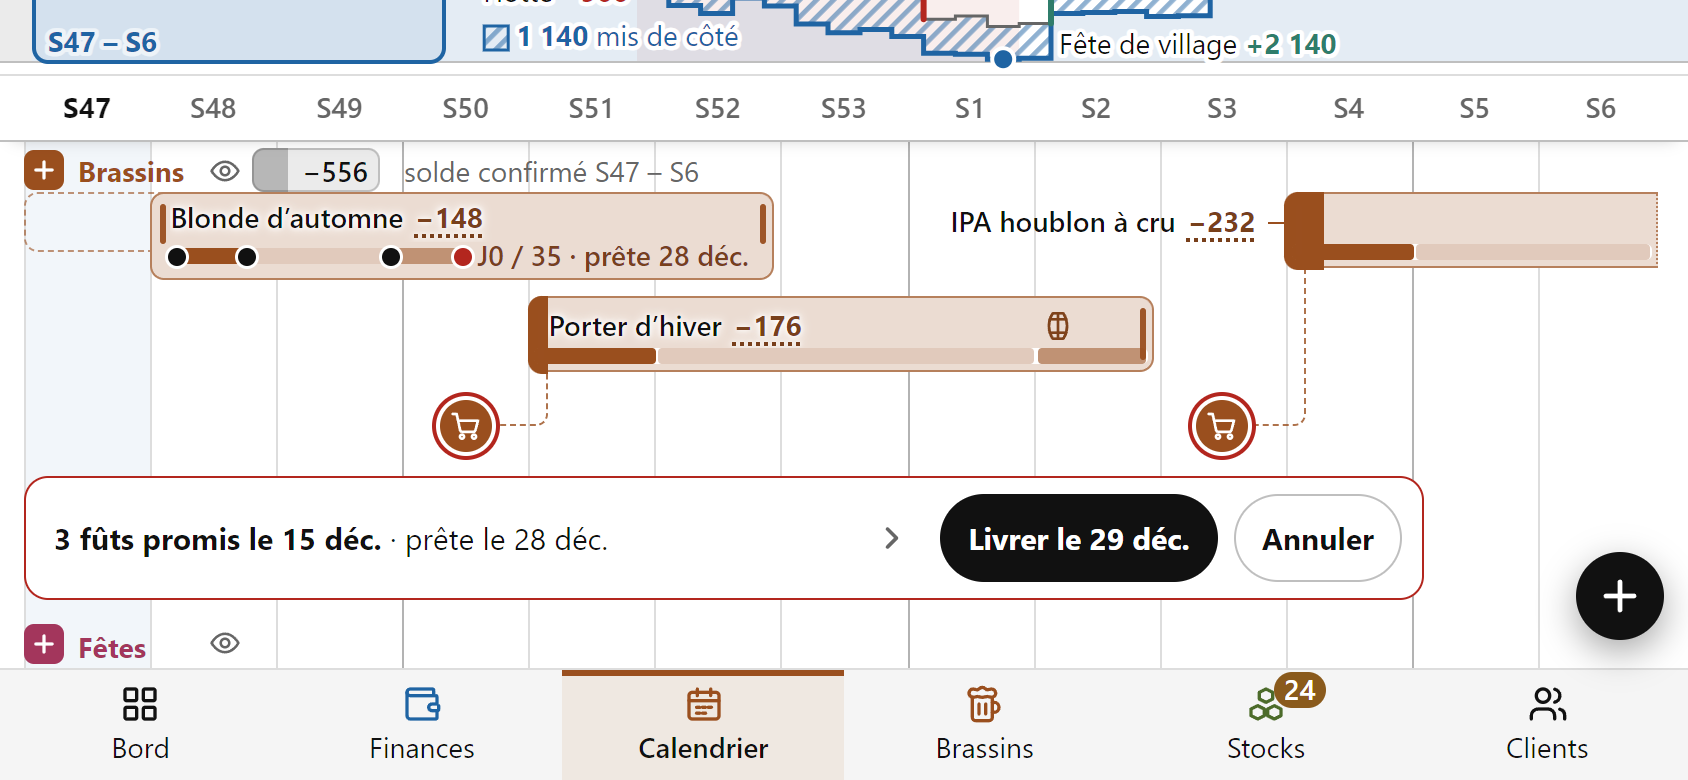 S47 – S6
1 140 mis de côté
Fête de village +2 140
S47 S48 S49 S50 S51 S52 S53 S1 S2 S3 S4 S5 S6
Brassins −556 solde confirmé S47 – S6
Blonde d’automne −148
J0 / 35 · prête 28 déc.
IPA houblon à cru −232
Porter d’hiver −176
3 fûts promis le 15 déc. · prête le 28 déc.
Livrer le 29 déc.
Annuler
Fêtes
24
Bord Finances Calendrier Brassins Stocks Clients